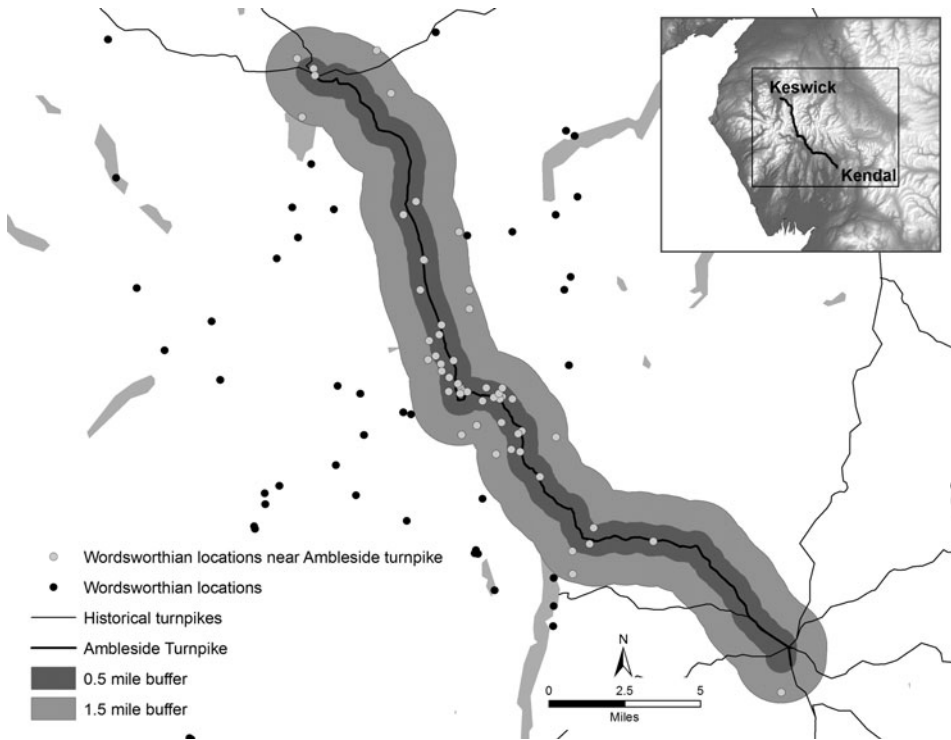 Keswick
Kendal
Wordsworthian locations near Ambleside turnpike
Wordsworthian locations
Historical turnpikes
Ambleside Turnpike
0.5 mile buffer
1.5 mile buffer
N
0 2.5 5
Miles